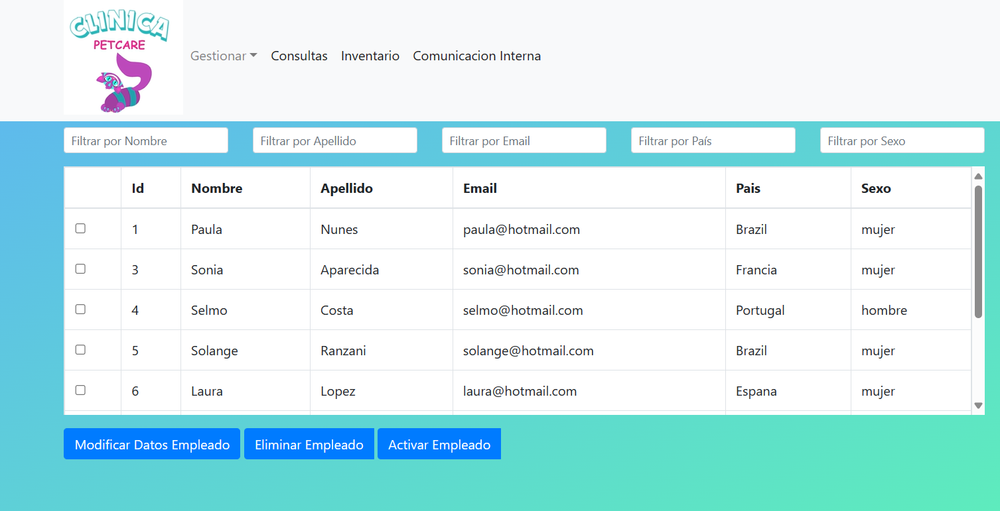 CLINICA
PETCARE
Gestionar Consultas Inventario Comunicacion Interna
Filtrar por Nombre Filtrar por Apellido Filtrar por Email Filtrar por País Filtrar por Sexo
Id Nombre Apellido Email Pais Sexo
1 Paula Nunes paula@hotmail.com Brazil mujer
3 Sonia Aparecida sonia@hotmail.com Francia mujer
4 Selmo Costa selmo@hotmail.com Portugal hombre
5 Solange Ranzani solange@hotmail.com Brazil mujer
6 Laura Lopez laura@hotmail.com Espana mujer
Modificar Datos Empleado Eliminar Empleado Activar Empleado